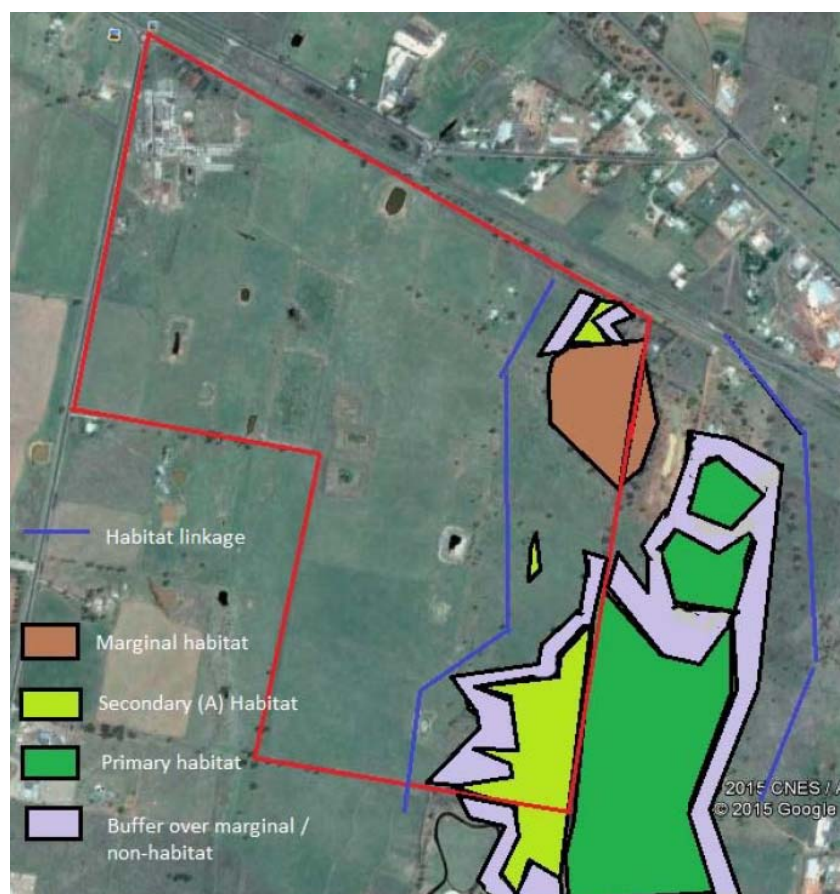 Habitat linkage
Marginal habitat
Secondary (A) Habitat
Primary habitat
Buffer over marginal /
non-habitat
2015 CNES /
© 2015 Google